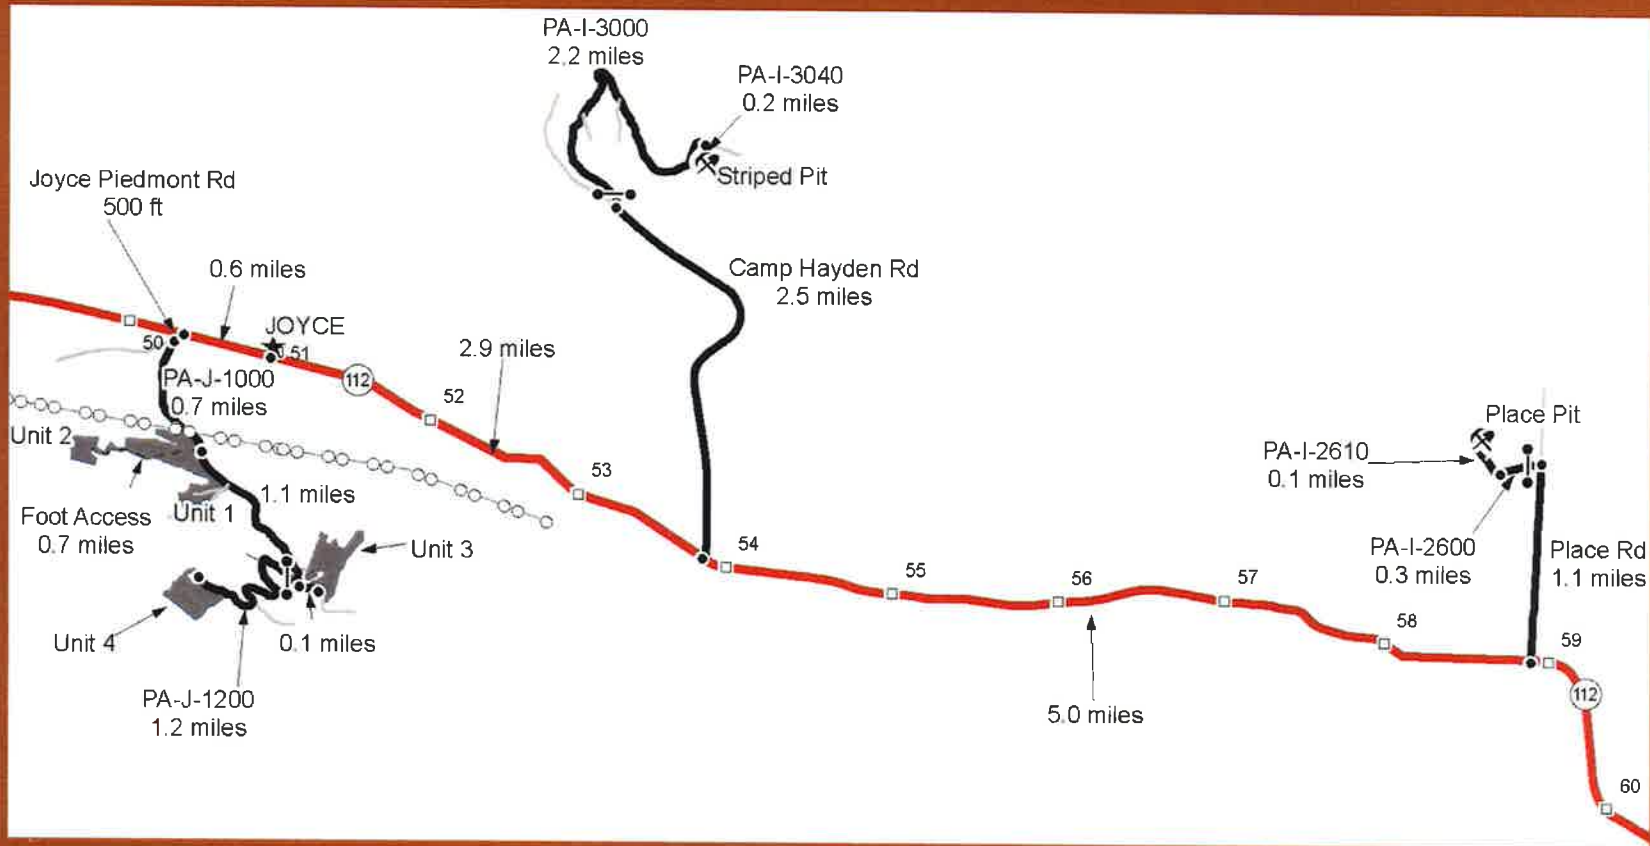 PA-I-3000
2.2 miles
PA-I-3040
0.2 miles
Striped Pit
Joyce Piedmont Rd
500 ft
0.6 miles
JOYCE
50
51
112
PA-J-1000
0.7 miles
2.9 miles
52
53
Camp Hayden Rd
2.5 miles
Unit 2
Unit 1
1.1 miles
Foot Access
0.7 miles
Unit 3
Unit 4
0.1 miles
PA-J-1200
1.2 miles
54
55
56
57
58
59
5.0 miles
Place Pit
PA-I-2610
0.1 miles
PA-I-2600
0.3 miles
Place Rd
1.1 miles
112
60